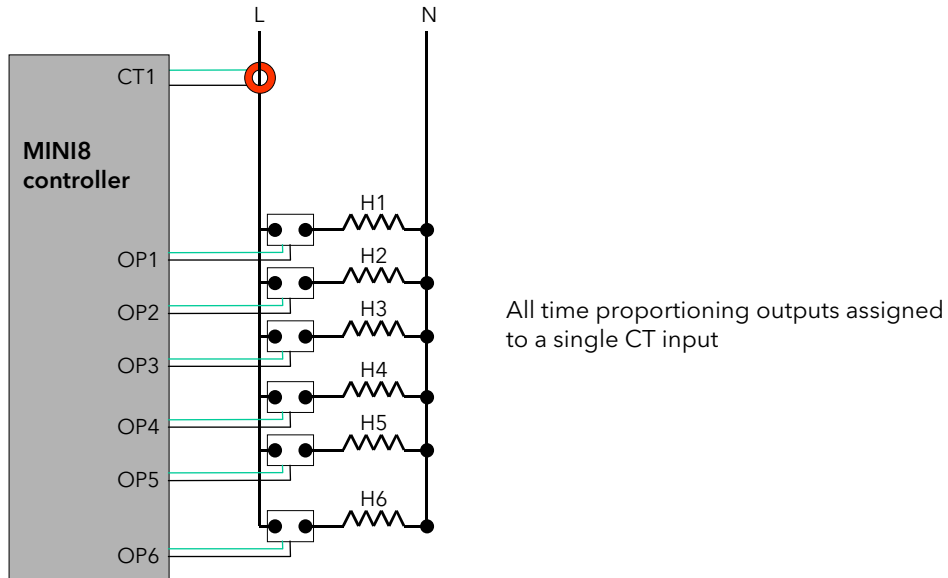 L
N
CT1
MINI8
controller
H1
OP1
H2
OP2
H3
All time proportioning outputs assigned
to a single CT input
OP3
H4
OP4
H5
OP5
H6
OP6